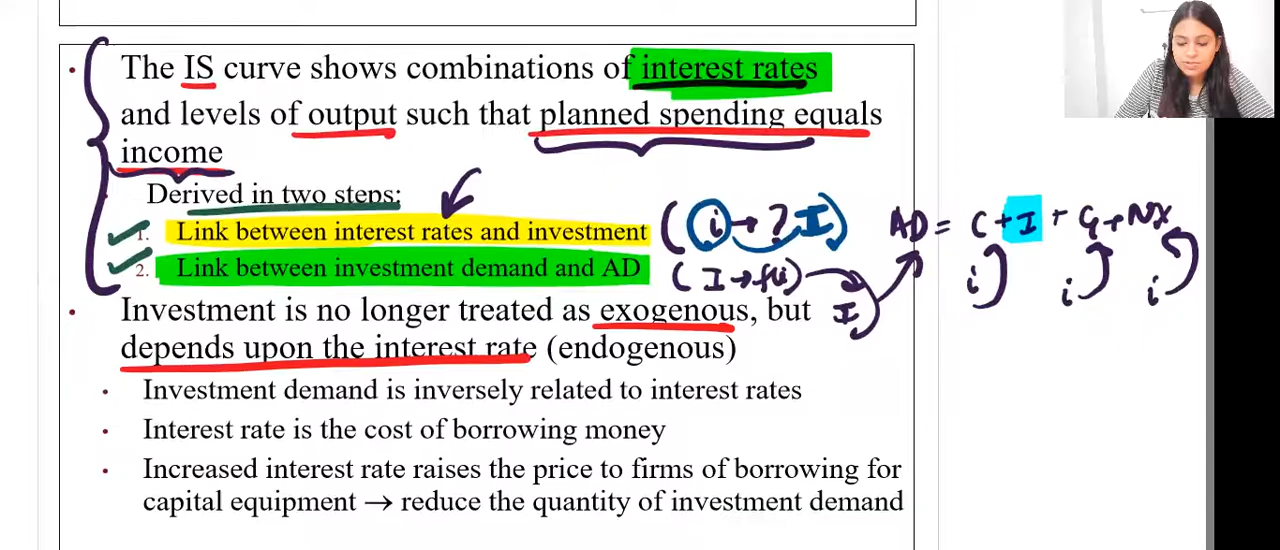 The IS curve shows combinations of interest rates
and levels of output such that planned spending equals
income
Derived in two steps:
1. Link between interest rates and investment
(i → ? I)
AD = C + I + G + NX
2. Link between investment demand and AD
(I → f(i))
I
i
i
i
Investment is no longer treated as exogenous, but
depends upon the interest rate (endogenous)
Investment demand is inversely related to interest rates
Interest rate is the cost of borrowing money
Increased interest rate raises the price to firms of borrowing for
capital equipment → reduce the quantity of investment demand